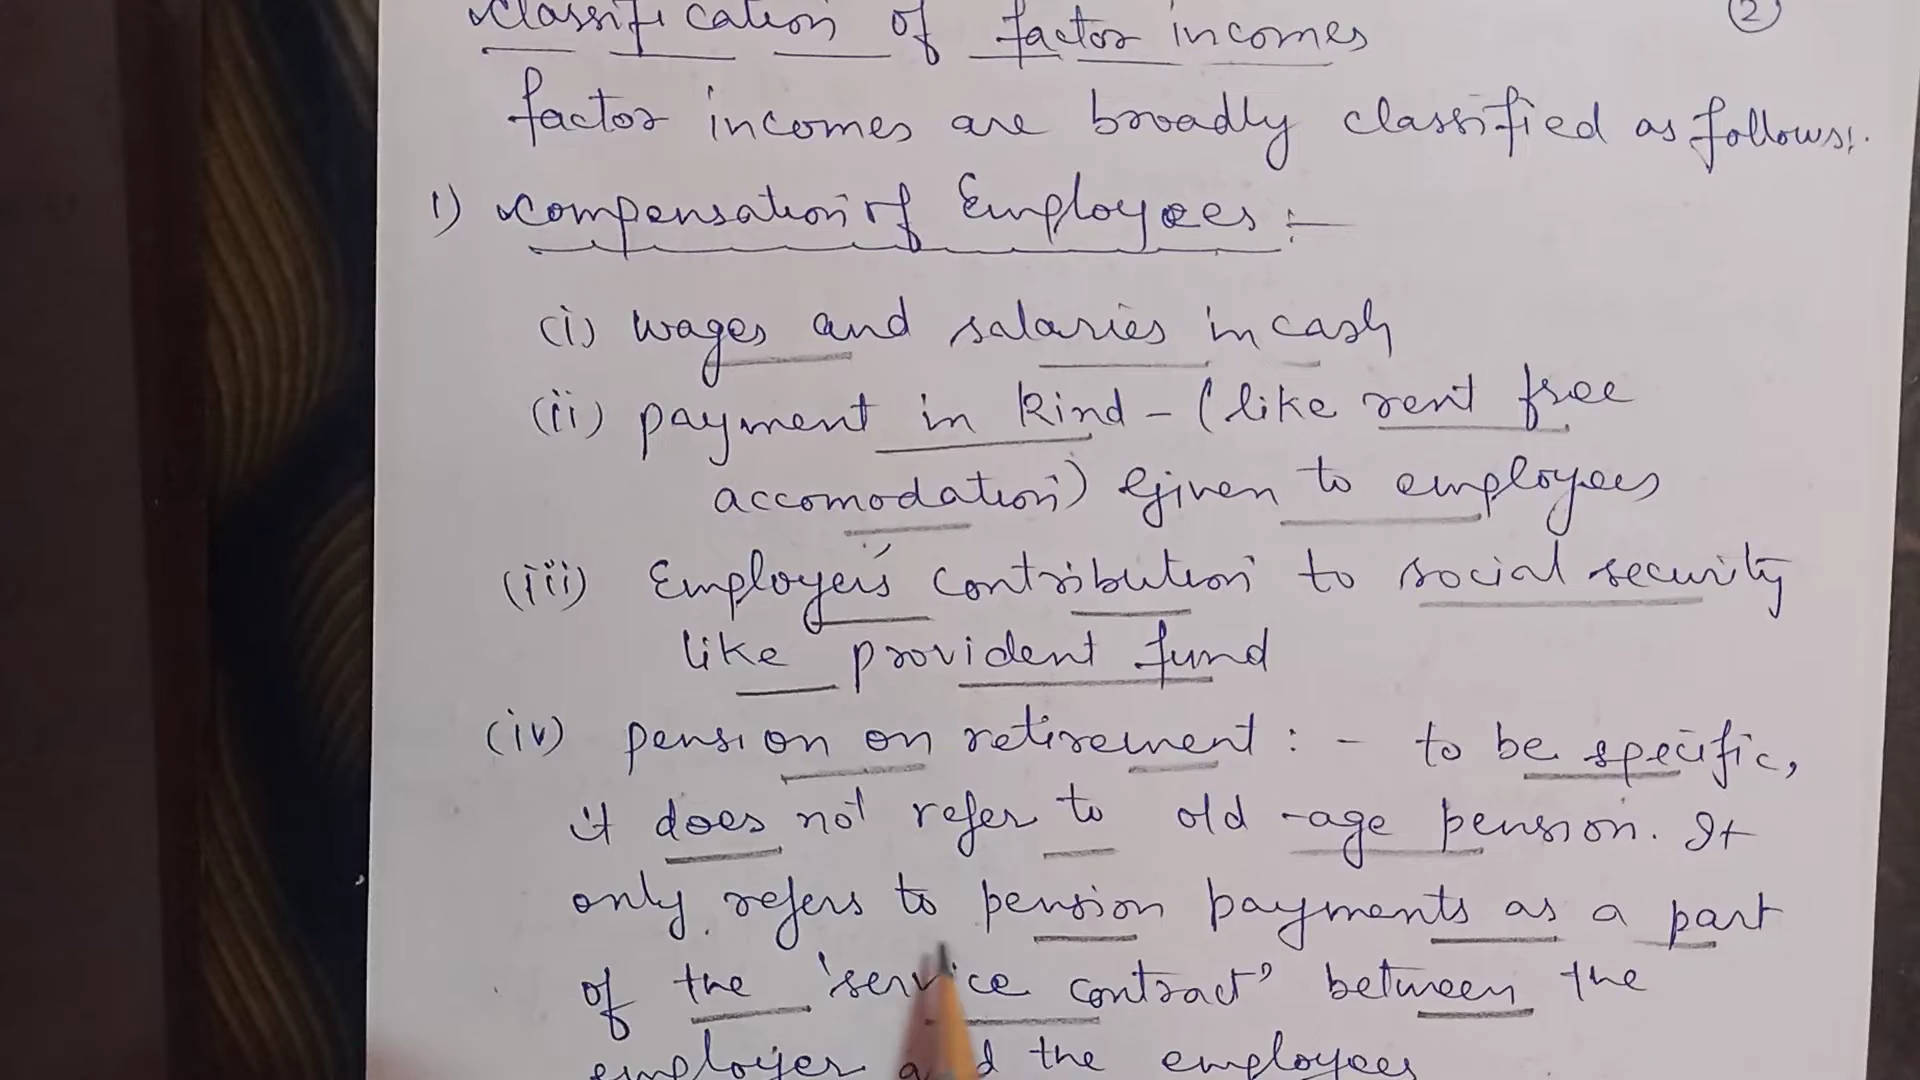 ②
Classification of factor incomes
factor incomes are broadly classified as follows:.
1) Compensation of Employees :-
(i) wages and salaries in cash
(ii) payment in kind - (like rent free
accomodation) given to employees
(iii) Employer's contribution to social security
like provident fund
(iv) pension on retirement : - to be specific,
it does not refer to old -age pension. It
only refers to pension payments as a part
of the 'service contract' between the
employer and the employees